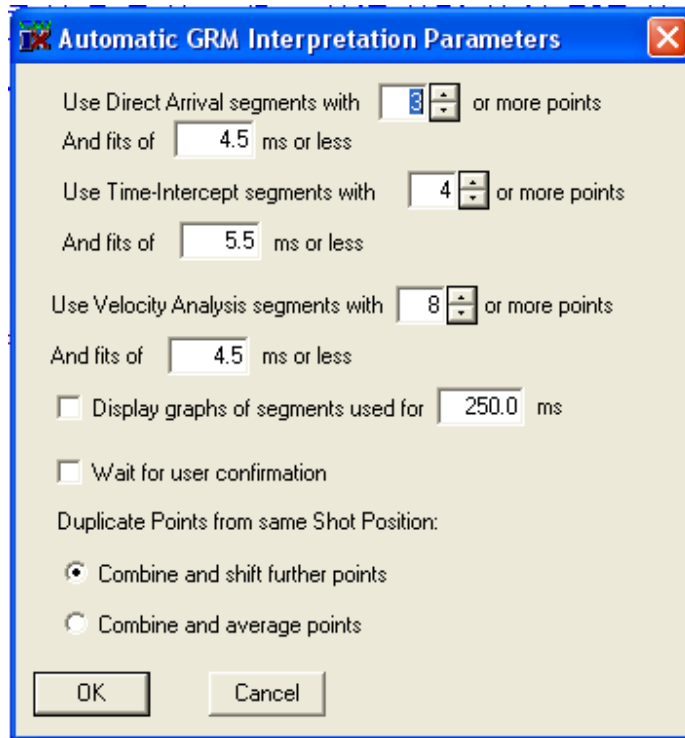 Automatic GRM Interpretation Parameters
Use Direct Arrival segments with 3 or more points
And fits of 4.5 ms or less
Use Time-Intercept segments with 4 or more points
And fits of 5.5 ms or less
Use Velocity Analysis segments with 8 or more points
And fits of 4.5 ms or less
Display graphs of segments used for 250.0 ms
Wait for user confirmation
Duplicate Points from same Shot Position:
Combine and shift further points
Combine and average points
OK Cancel